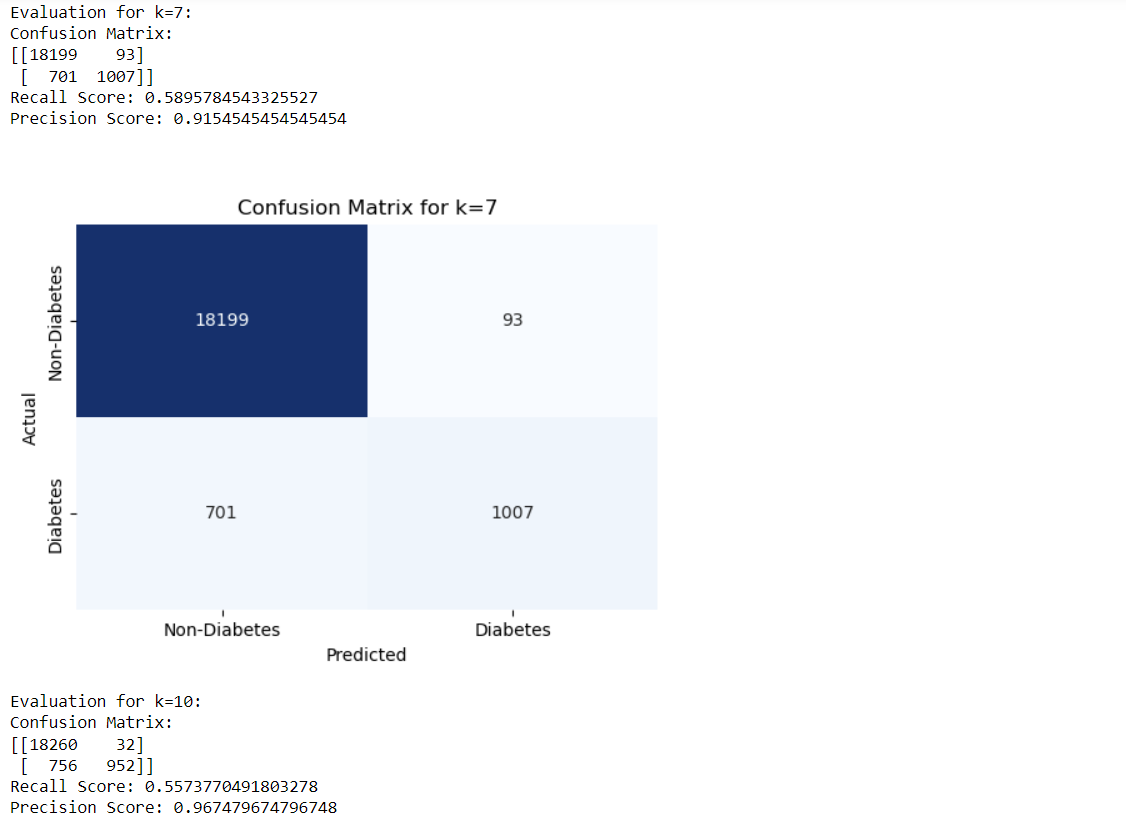 Evaluation for k=7:
Confusion Matrix:
[[18199    93]
 [  701  1007]]
Recall Score: 0.5895784543325527
Precision Score: 0.9154545454545454
Confusion Matrix for k=7
Non-Diabetes
18199 93
Actual
Diabetes
701 1007
Non-Diabetes Diabetes
Predicted
Evaluation for k=10:
Confusion Matrix:
[[18260    32]
 [  756   952]]
Recall Score: 0.5573770491803278
Precision Score: 0.967479674796748